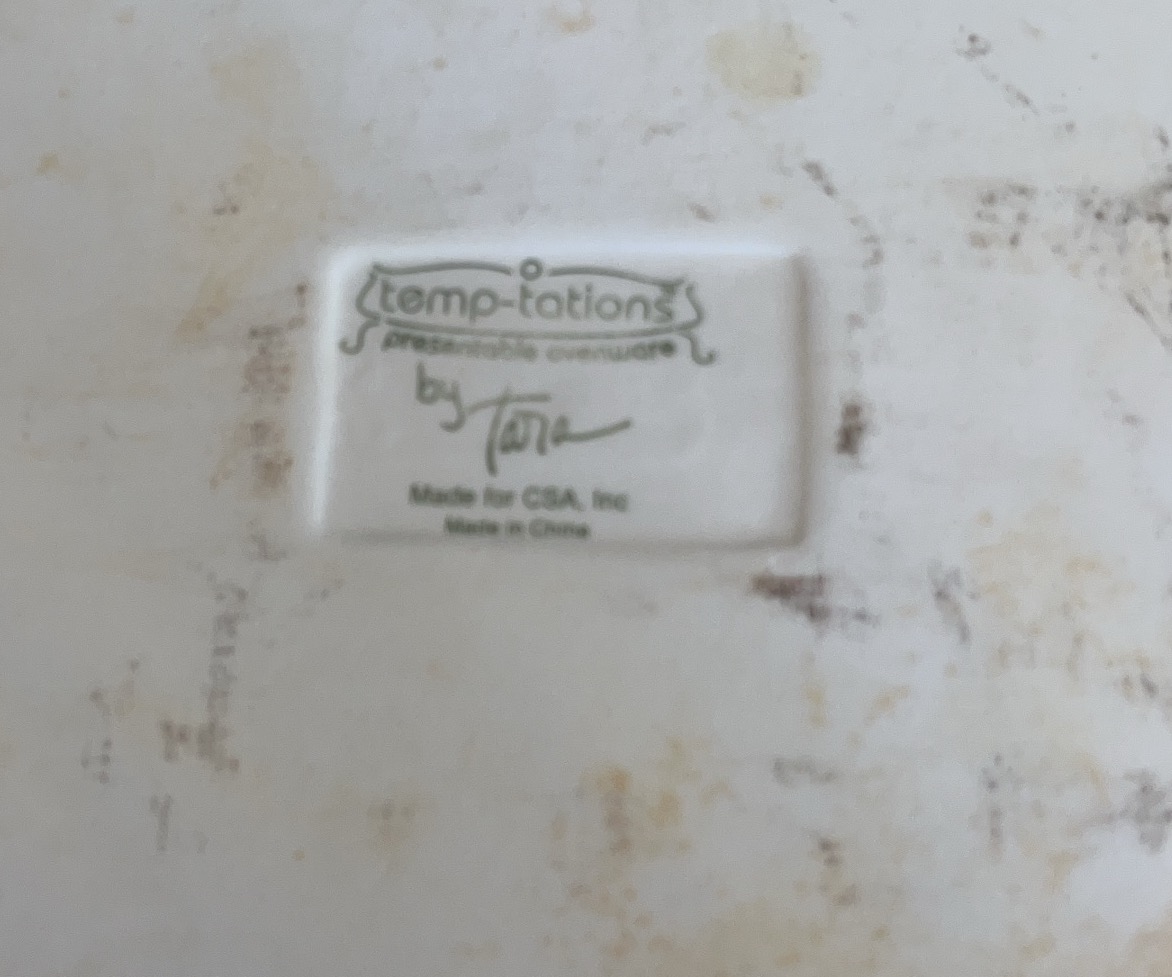 temp-tations
presentable ovenware
by Tara
Made for CSA, Inc
Made in China